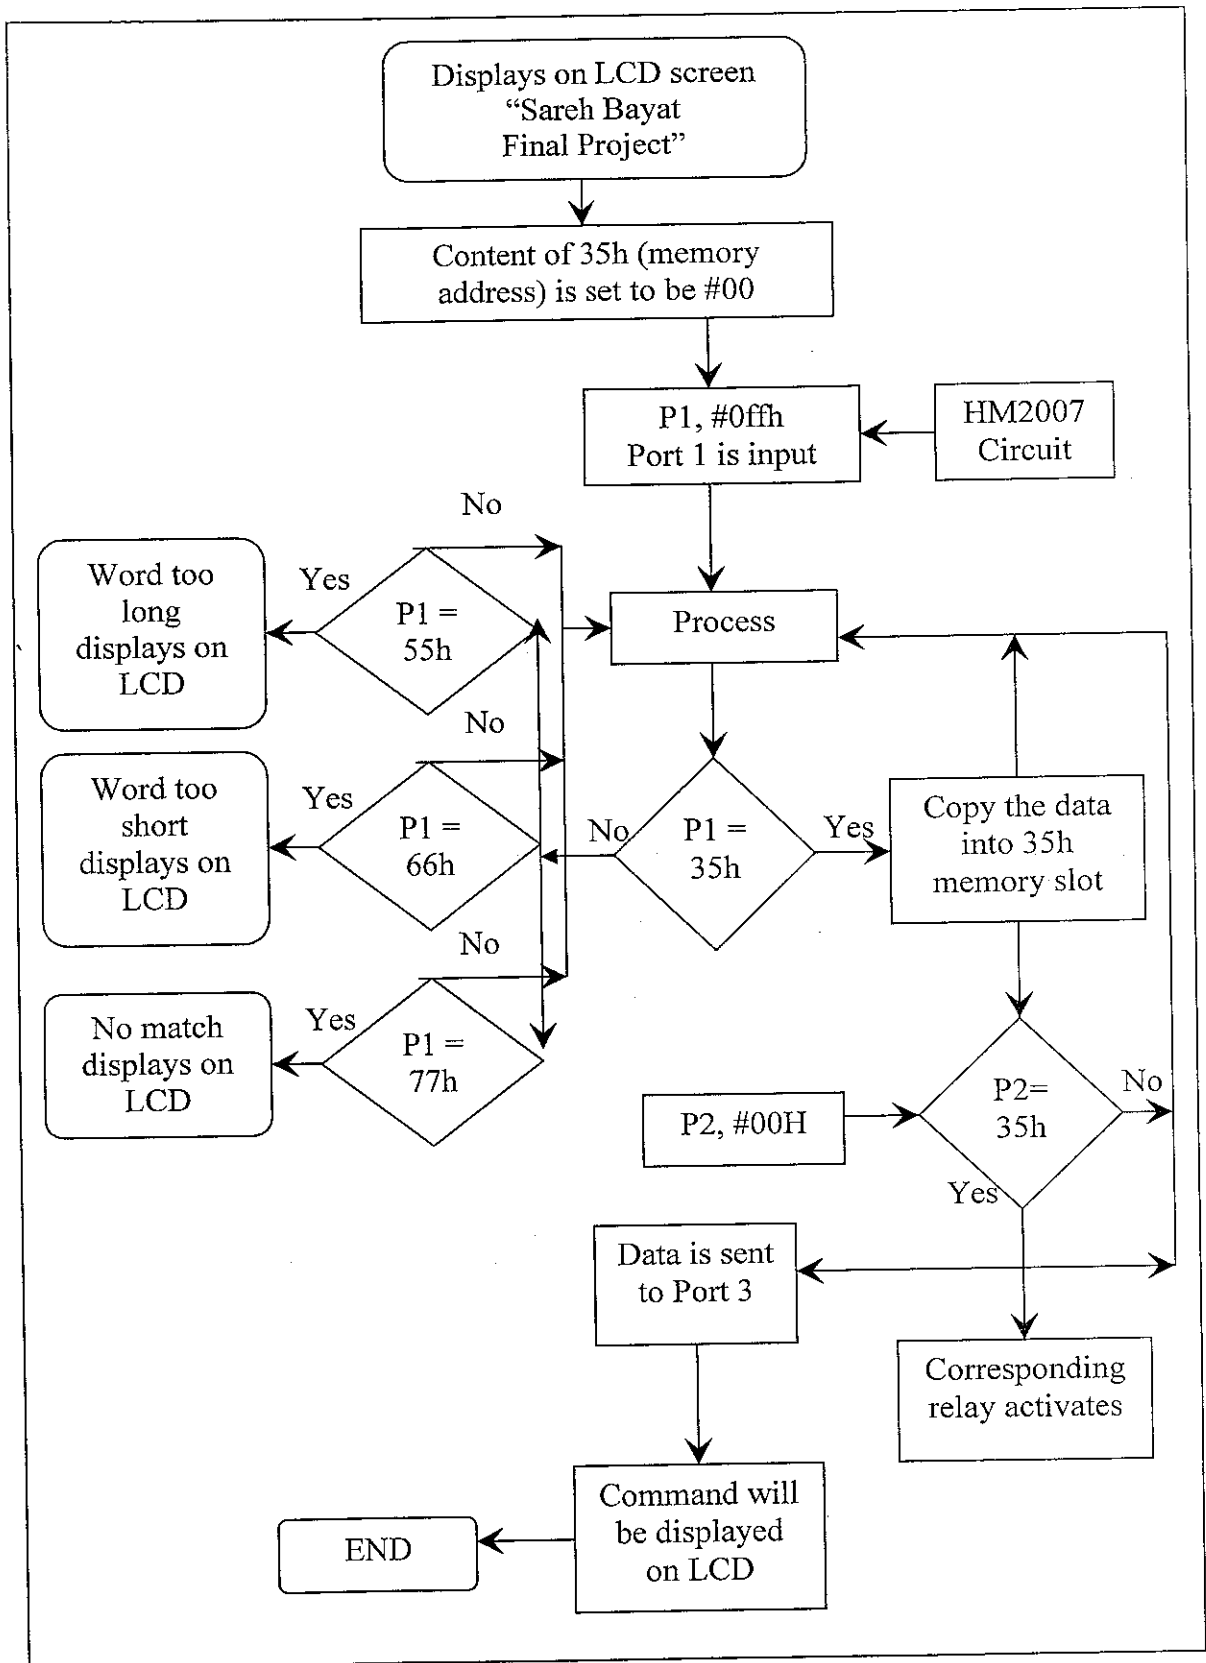 Displays on LCD screen
“Sareh Bayat
Final Project”
Content of 35h (memory
address) is set to be #00
P1, #0ffh
Port 1 is input
HM2007
Circuit
No
Word too
long
displays on
LCD
Yes
P1 =
55h
Process
No
Word too
short
displays on
LCD
Yes
P1 =
66h
No
P1 =
35h
Yes
Copy the data
into 35h
memory slot
No
No match
displays on
LCD
Yes
P1 =
77h
P2, #00H
P2=
35h
No
Yes
Data is sent
to Port 3
Corresponding
relay activates
Command will
be displayed
on LCD
END